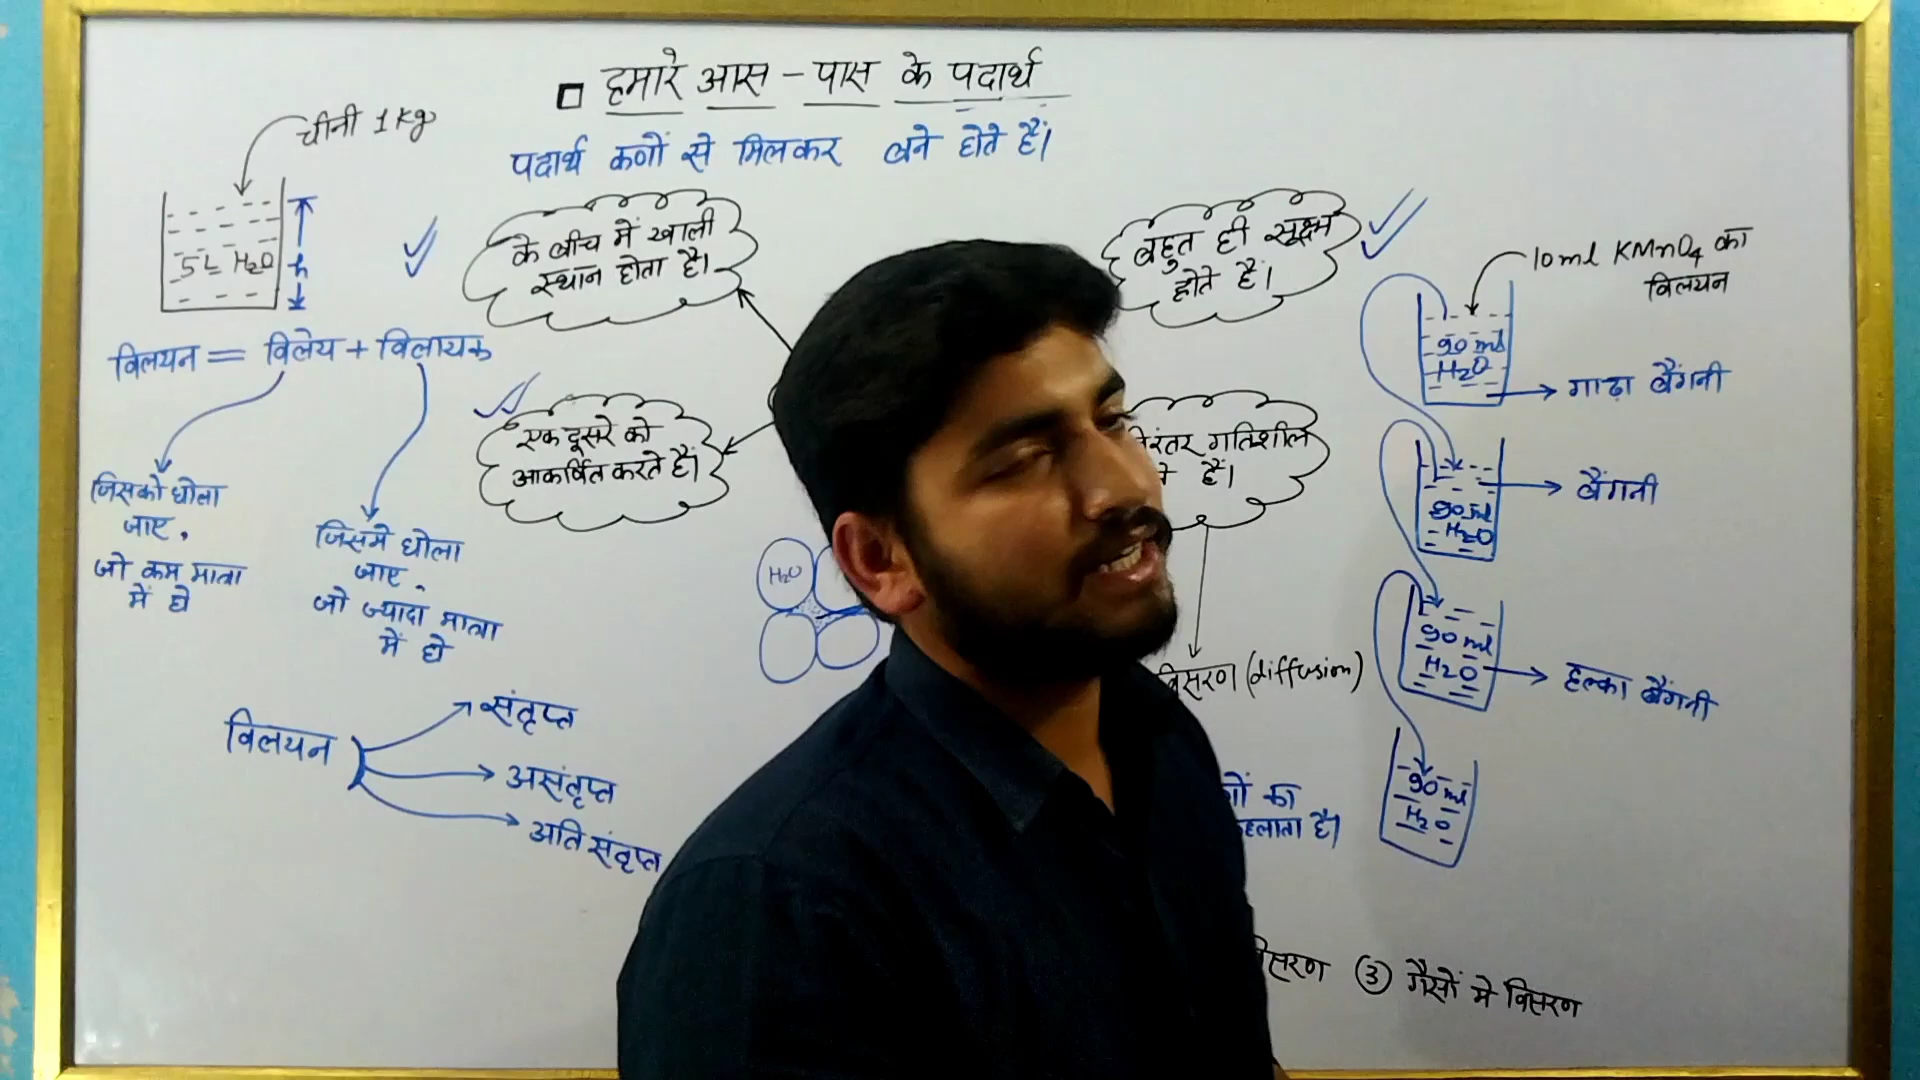 हमारे आस-पास के पदार्थ
पदार्थ कणों से मिलकर बने होते हैं।
चीनी 1 Kg
5L H₂O
h
विलयन = विलेय + विलायक
जिसको घोला
जाए,
जो कम मात्रा
में हो
जिसमें घोला
जाए,
जो ज्यादा मात्रा
में हो
विलयन
संतृप्त
असंतृप्त
अति संतृप्त
के बीच में खाली
स्थान होता है।
एक दूसरे को
आकर्षित करते हैं।
H₂O
बहुत ही सूक्ष्म
होते हैं।
गतिशील
हैं।
(diffusion)
का
है।
③ गैसों में विसरण
10 ml KMnO₄ का
विलयन
90 ml
H₂O
गाढ़ा बैंगनी
90 ml
H₂O
बैंगनी
90 ml
H₂O
हल्का बैंगनी
90 ml
H₂O